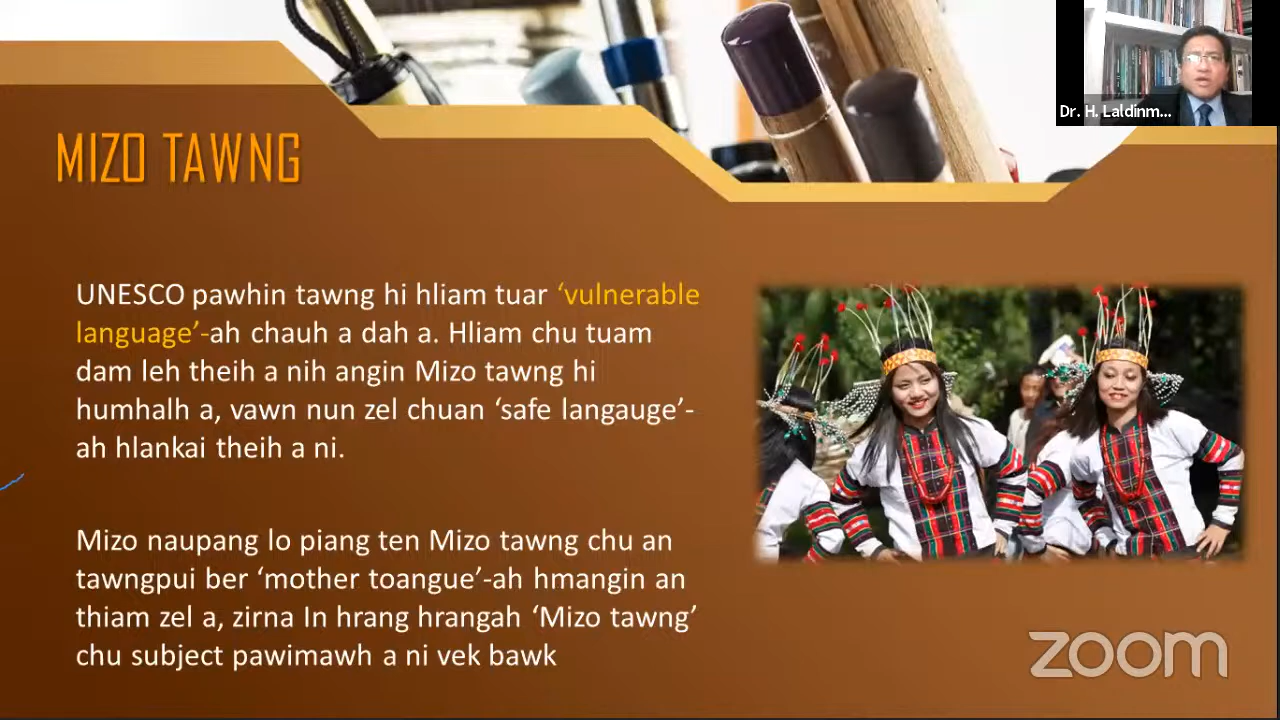 Dr. H. Laldinm...
MIZO TAWNG
UNESCO pawhin tawng hi hliam tuar ‘vulnerable
language’-ah chauh a dah a. Hliam chu tuam
dam leh theih a nih angin Mizo tawng hi
humhalh a, vawn nun zel chuan ‘safe langauge’-
ah hlankai theih a ni.
Mizo naupang lo piang ten Mizo tawng chu an
tawngpui ber ‘mother toangue’-ah hmangin an
thiam zel a, zirna In hrang hrangah ‘Mizo tawng’
chu subject pawimawh a ni vek bawk
zoom